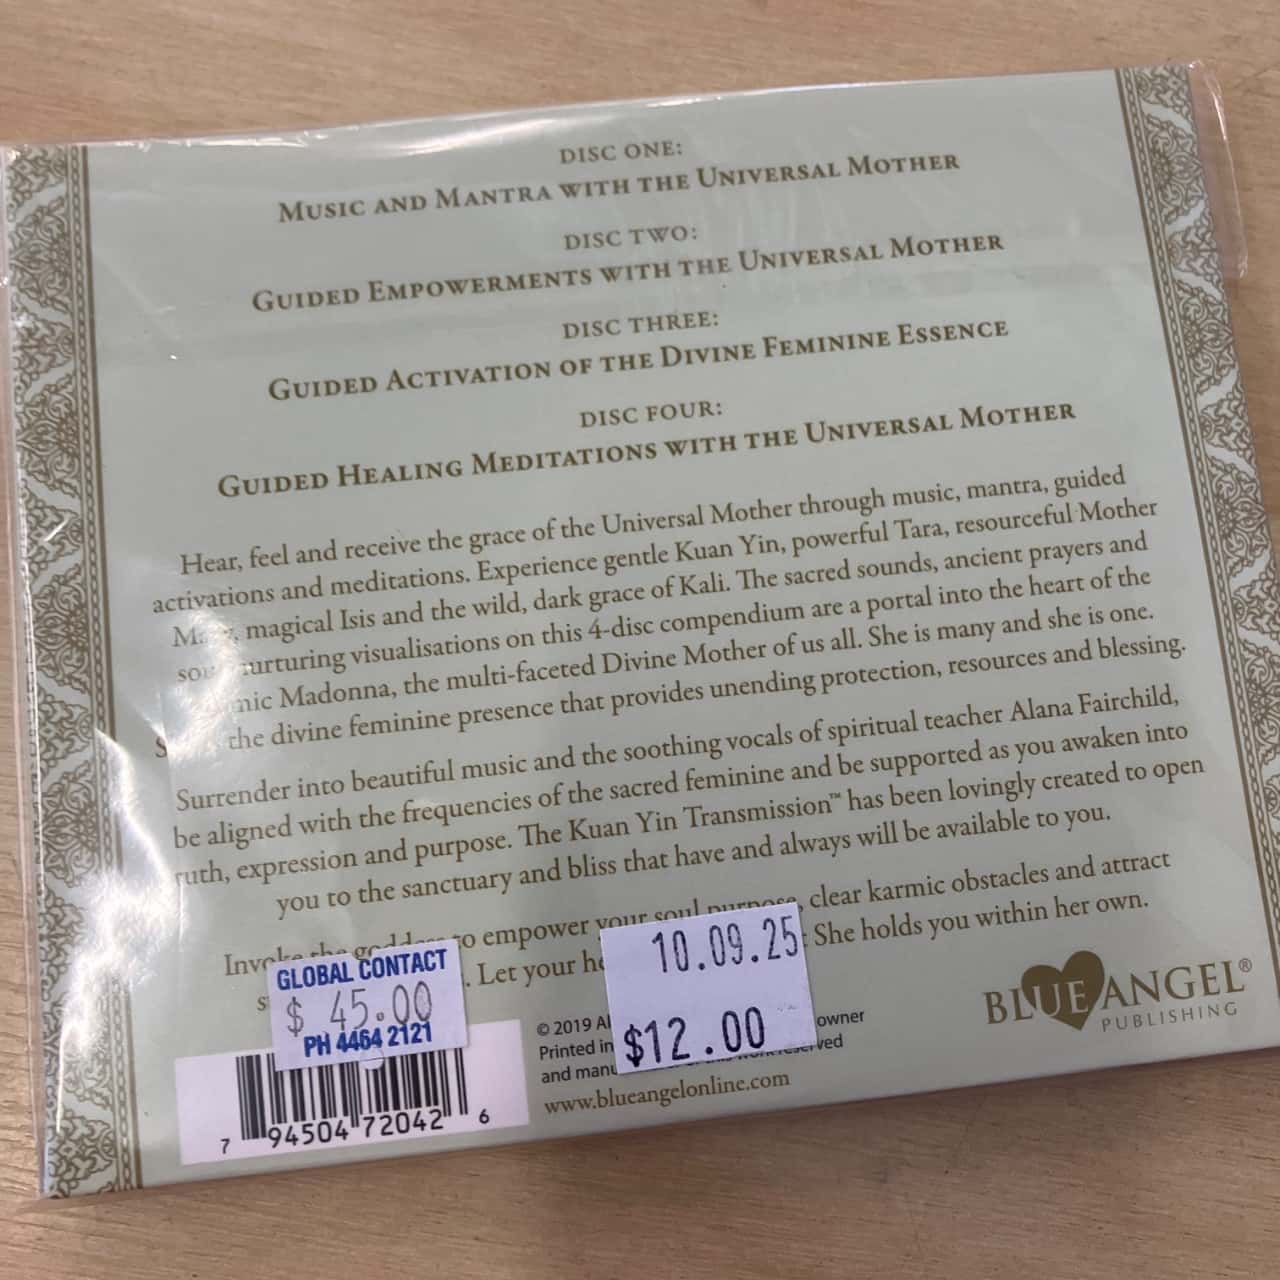 DISC ONE:
MUSIC AND MANTRA WITH THE UNIVERSAL MOTHER
DISC TWO:
GUIDED EMPOWERMENTS WITH THE UNIVERSAL MOTHER
DISC THREE:
GUIDED ACTIVATION OF THE DIVINE FEMININE ESSENCE
DISC FOUR:
GUIDED HEALING MEDITATIONS WITH THE UNIVERSAL MOTHER
Hear, feel and receive the grace of the Universal Mother through music, mantra, guided
activations and meditations. Experience gentle Kuan Yin, powerful Tara, resourceful Mother
magical Isis and the wild, dark grace of Kali. The sacred sounds, ancient prayers and
nurturing visualisations on this 4-disc compendium are a portal into the heart of the
Madonna, the multi-faceted Divine Mother of us all. She is many and she is one.
the divine feminine presence that provides unending protection, resources and blessing.
Surrender into beautiful music and the soothing vocals of spiritual teacher Alana Fairchild,
be aligned with the frequencies of the sacred feminine and be supported as you awaken into
expression and purpose. The Kuan Yin Transmission™ has been lovingly created to open
you to the sanctuary and bliss that have and always will be available to you.
Invoke the goddess to empower your soul purpose, clear karmic obstacles and attract
Let your She holds you within her own.
GLOBAL CONTACT
$ 45.00
PH 4464 2121
10.09.25
$12.00
© 2019 owner
Printed in
and reserved
www.blueangelonline.com
BLUE ANGEL®
PUBLISHING
7 94504 72042 6